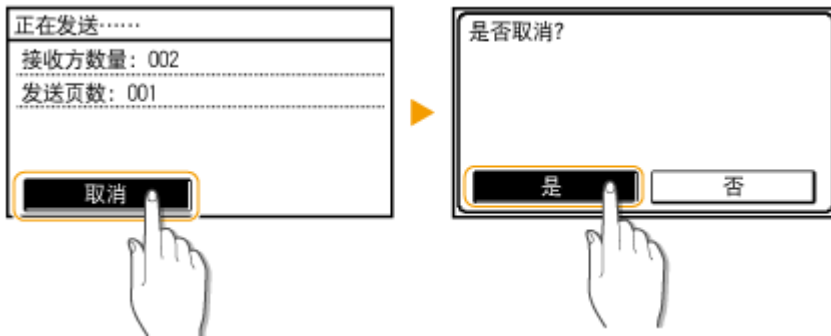 正在发送……
接收方数量: 002
发送页数: 001
取消
是否取消?
是
否